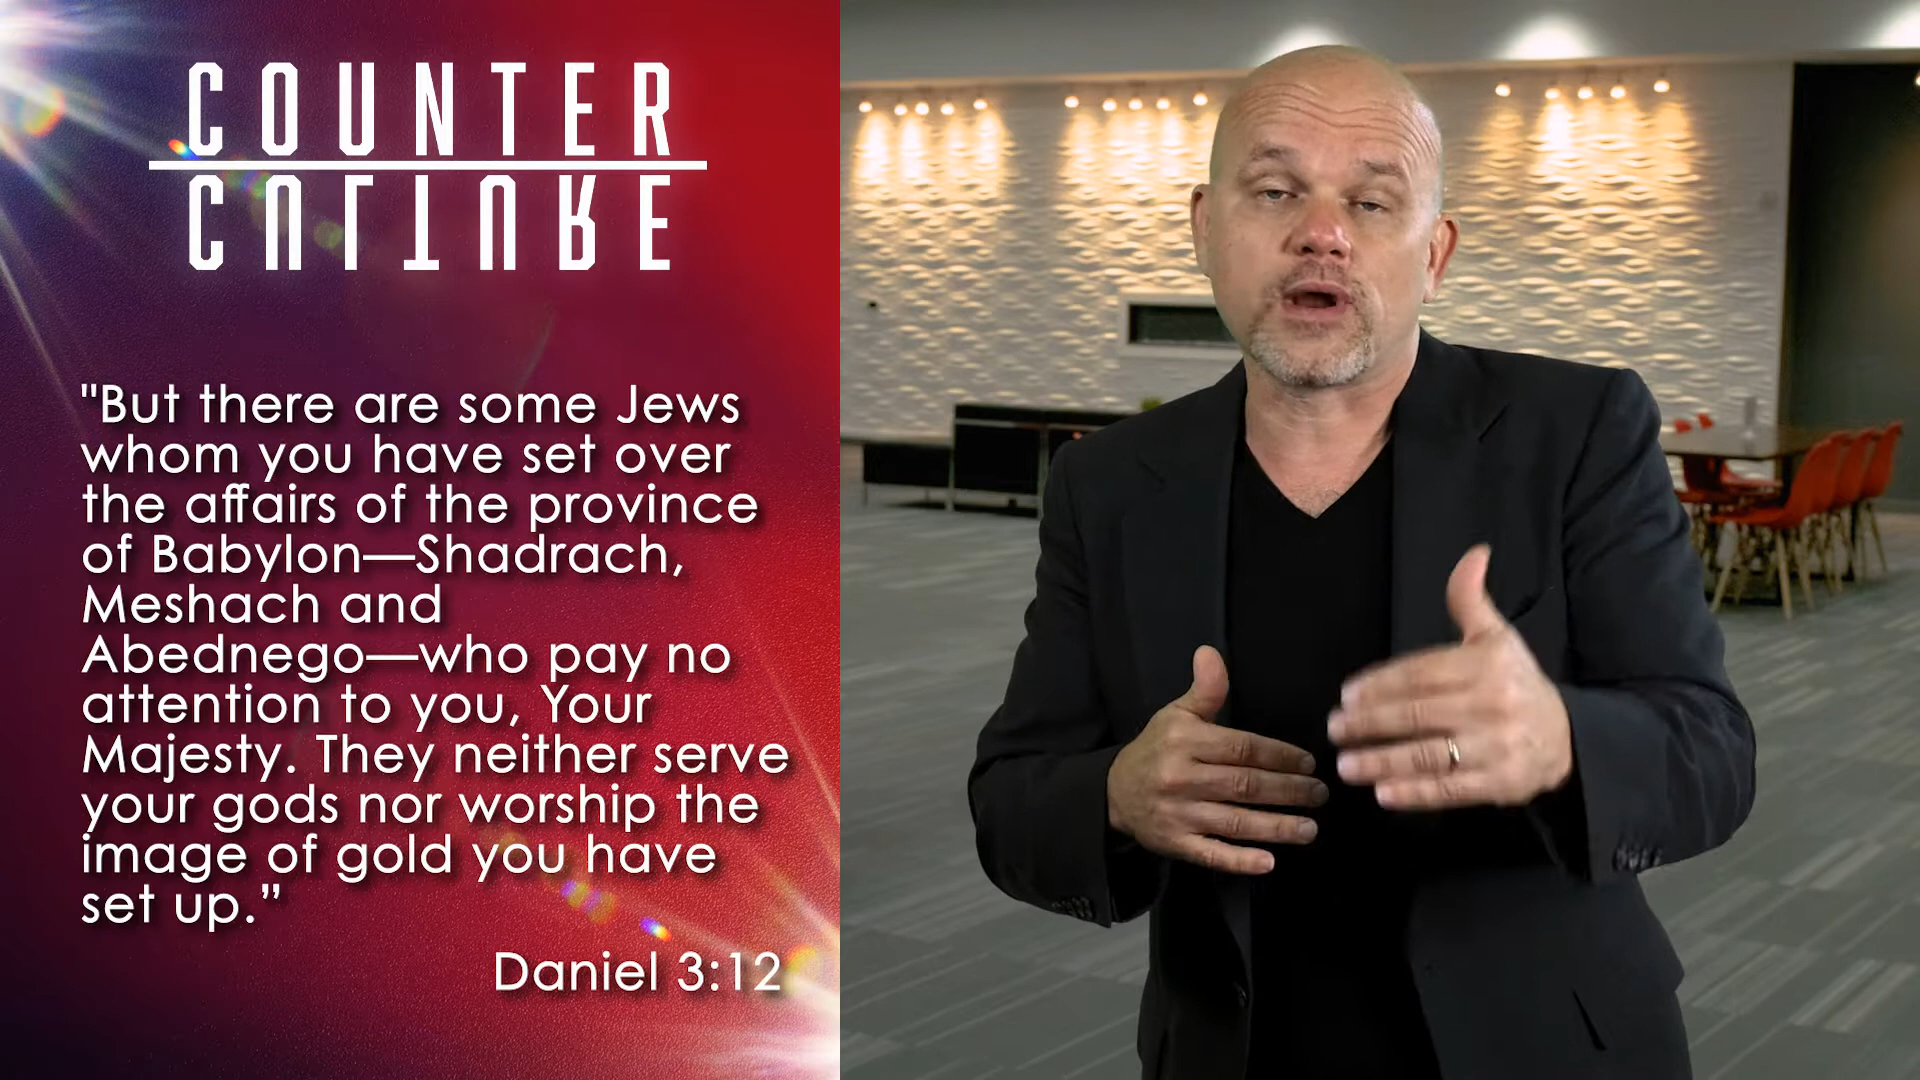 COUNTER
CULTURE
"But there are some Jews
whom you have set over
the affairs of the province
of Babylon—Shadrach,
Meshach and
Abednego—who pay no
attention to you, Your
Majesty. They neither serve
your gods nor worship the
image of gold you have
set up.”
Daniel 3:12